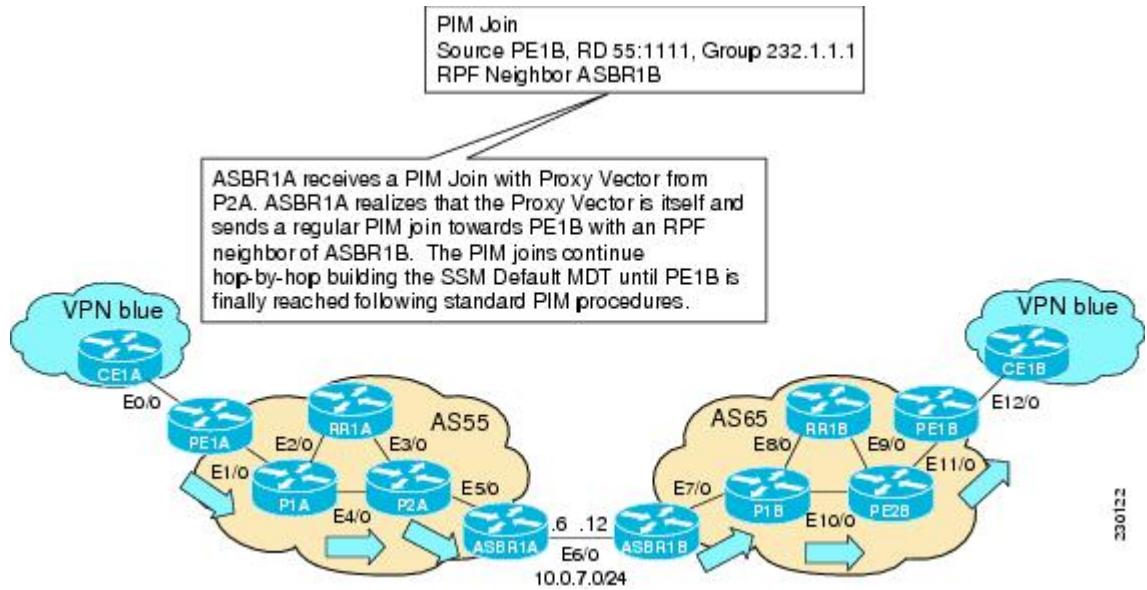 PIM Join
Source PE1B, RD 55:1111, Group 232.1.1.1
RPF Neighbor ASBR1B
ASBR1A receives a PIM Join with Proxy Vector from
P2A. ASBR1A realizes that the Proxy Vector is itself and
sends a regular PIM join towards PE1B with an RPF
neighbor of ASBR1B. The PIM joins continue
hop-by-hop building the SSM Default MDT until PE1B is
finally reached following standard PIM procedures.
VPN blue
CE1A
E0/0
PE1A
E1/0
E2/0
RR1A
E3/0
AS55
P1A
E4/0
P2A
E5/0
ASBR1A
.6 .12
E6/0
10.0.7.0/24
ASBR1B
E7/0
AS65
E8/0
RR1B
E9/0
PE1B
P1B
E10/0
PE2B
E11/0
E12/0
CE1B
VPN blue
230122